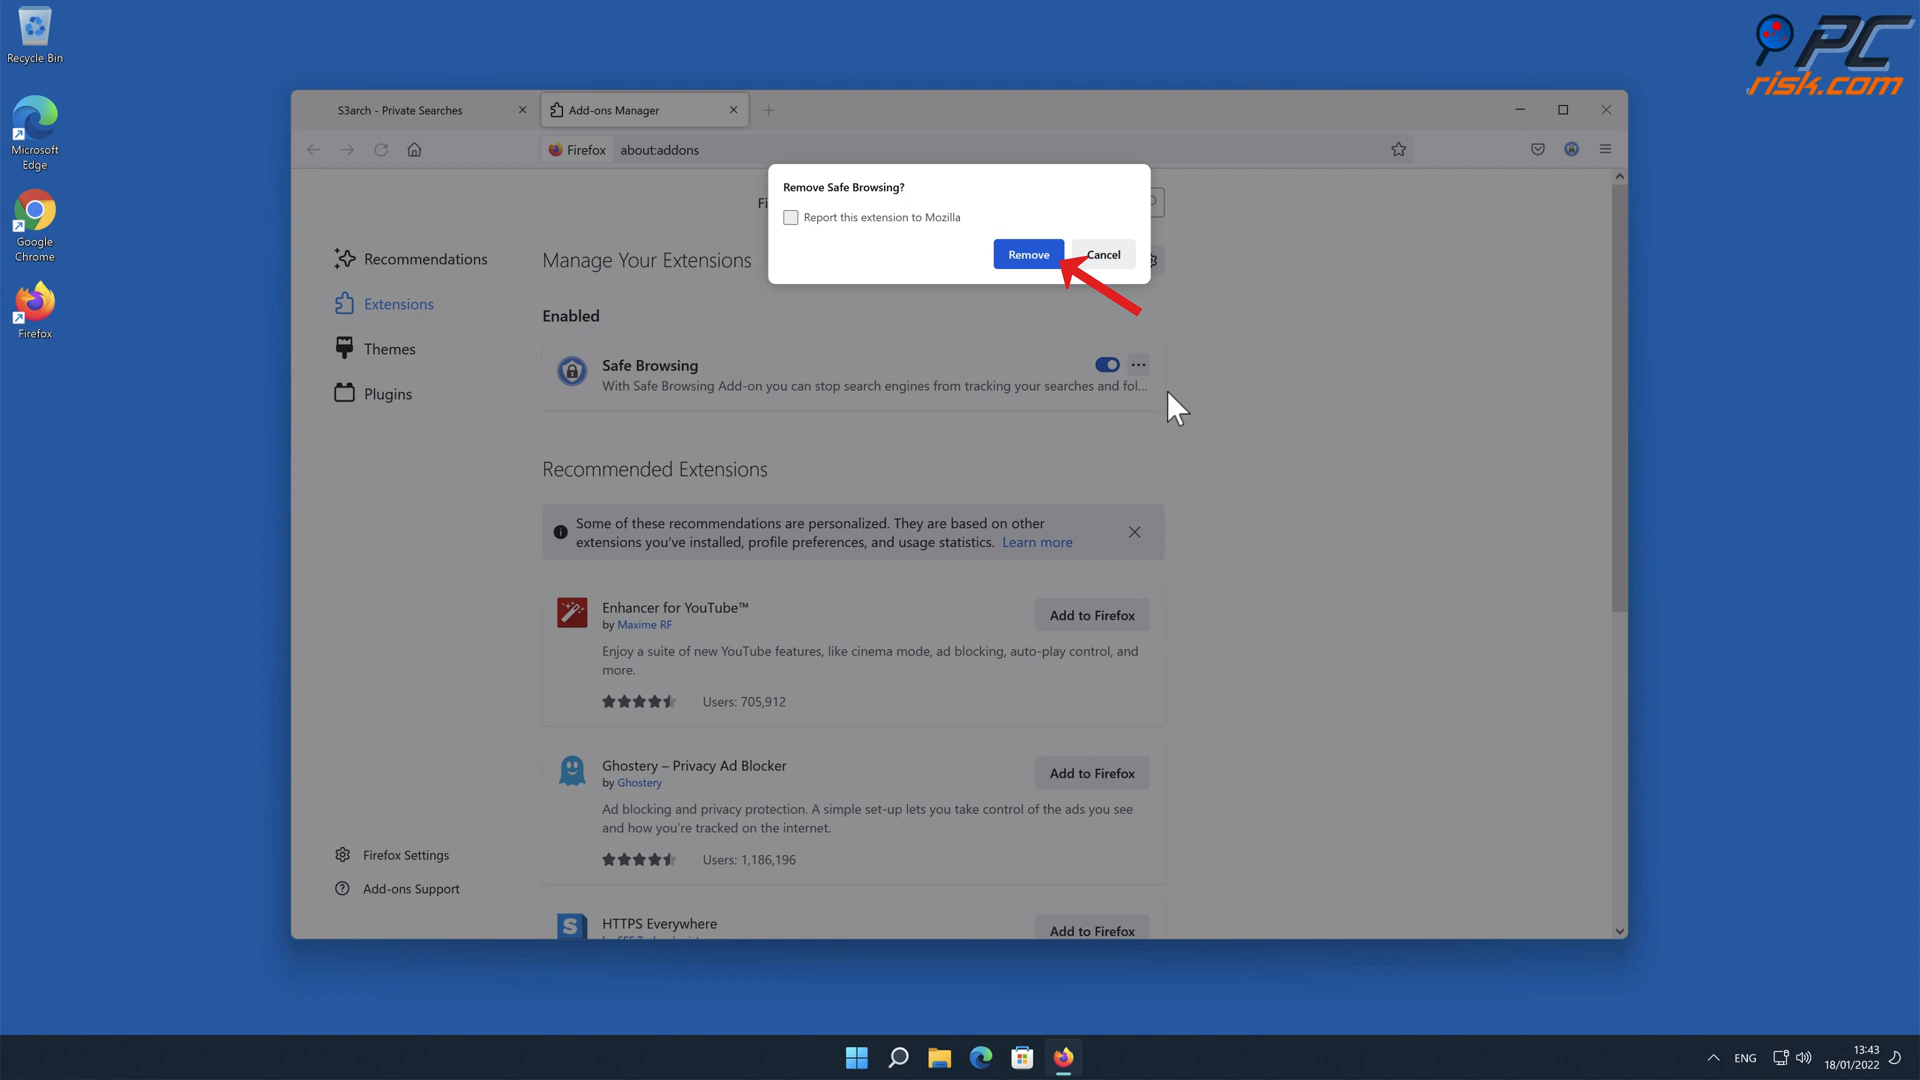 Recycle Bin
Microsoft
Edge
Google
Chrome
Firefox
PC
risk.com
S3arch - Private Searches
Add-ons Manager
Firefox
about:addons
Remove Safe Browsing?
Report this extension to Mozilla
Remove
Cancel
Fi
Recommendations
Extensions
Themes
Plugins
Firefox Settings
Add-ons Support
Manage Your Extensions
Enabled
Safe Browsing
With Safe Browsing Add-on you can stop search engines from tracking your searches and fol...
Recommended Extensions
Some of these recommendations are personalized. They are based on other
extensions you've installed, profile preferences, and usage statistics. Learn more
Enhancer for YouTube™
by Maxime RF
Add to Firefox
Enjoy a suite of new YouTube features, like cinema mode, ad blocking, auto-play control, and
more.
Users: 705,912
Ghostery – Privacy Ad Blocker
by Ghostery
Add to Firefox
Ad blocking and privacy protection. A simple set-up lets you take control of the ads you see
and how you're tracked on the internet.
Users: 1,186,196
S
HTTPS Everywhere
Add to Firefox
ENG
13:43
18/01/2022